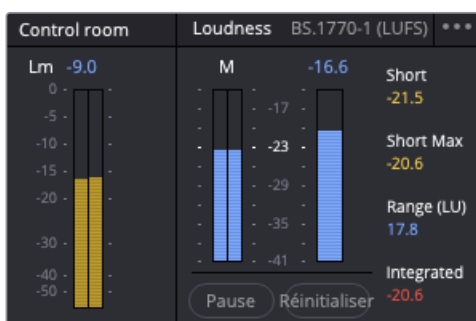 Control room
Loudness BS.1770-1 (LUFS) •••
Lm -9.0
M -16.6
0
-5
-10
-15
-20
-30
-40
-50
-17
-23
-29
-35
-41
Short
-21.5
Short Max
-20.6
Range (LU)
17.8
Integrated
-20.6
Pause
Réinitialiser